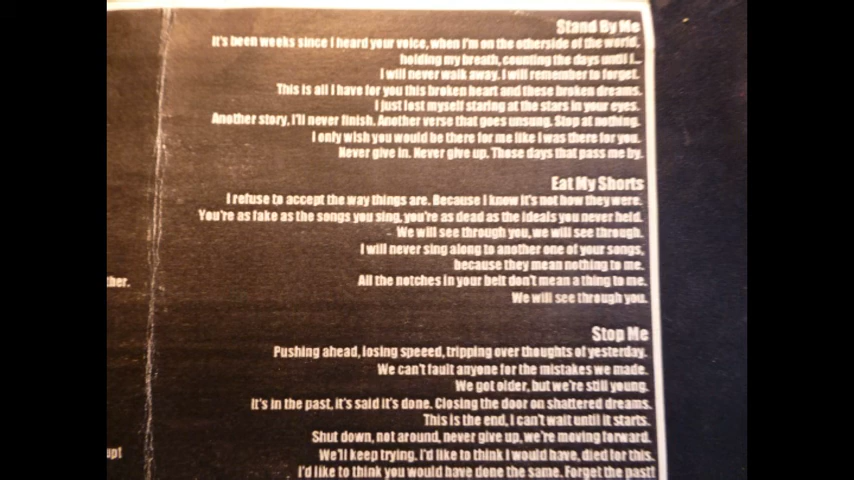 Stand By Me
It's been weeks since I heard your voice, when I'm on the otherside of the world,
holding my breath, counting the days until I...
I will never walk away. I will remember to forget.
This is all I have for you this broken heart and these broken dreams.
I just lost myself staring at the stars in your eyes.
Another story, I'll never finish. Another verse that goes unsung. Stop at nothing.
I only wish you would be there for me like I was there for you.
Never give in. Never give up. Those days that pass me by.
Eat My Shorts
I refuse to accept the way things are. Because I know it's not how they were.
You're as fake as the songs you sing, you're as dead as the ideals you never held.
We will see through you, we will see through.
I will never sing along to another one of your songs,
because they mean nothing to me.
ther.
All the notches in your belt don't mean a thing to me.
We will see through you.
Stop Me
Pushing ahead, losing speeed, tripping over thoughts of yesterday.
We can't fault anyone for the mistakes we made.
We got older, but we're still young.
It's in the past, it's said it's done. Closing the door on shattered dreams.
This is the end, I can't wait until it starts.
Shut down, not around, never give up, we're moving forward.
upt
We'll keep trying. I'd like to think I would have, died for this.
I'd like to think you would have done the same. Forget the past!